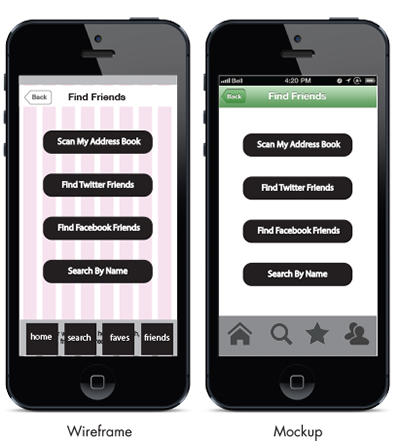 Back
Find Friends
Scan My Address Book
Find Twitter Friends
Find Facebook Friends
Search By Name
home search faves friends
Wireframe
Bell 4:20 PM
Back
Find Friends
Scan My Address Book
Find Twitter Friends
Find Facebook Friends
Search By Name
Mockup